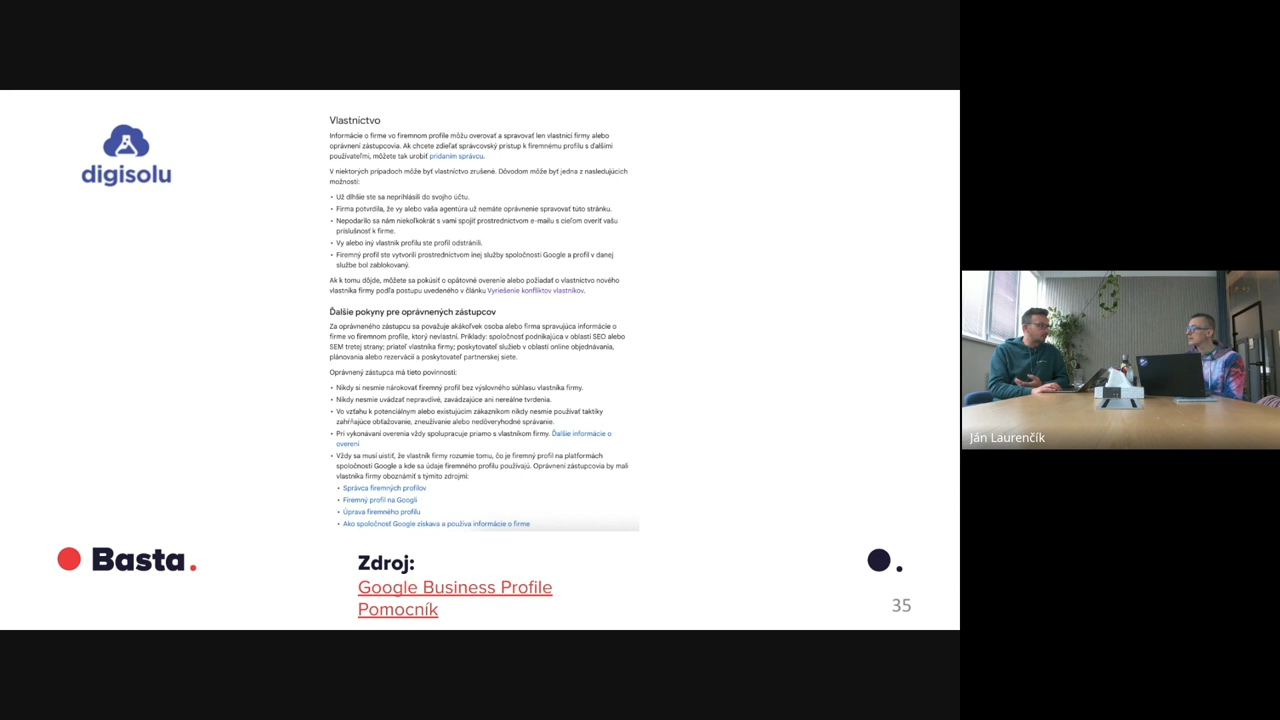 digisolu
Vlastníctvo
Informácie o firme vo firemnom profile môžu overovať a spravovať len vlastníci firmy alebo
oprávnení zástupcovia. Ak chcete zdieľať správcovský prístup k firemnému profilu s ďalšími
používateľmi, môžete tak urobiť pridaním správcu.
V niektorých prípadoch môže byť vlastníctvo zrušené. Dôvodom môže byť jedna z nasledujúcich
možností:
• Už dlhšie ste sa neprihlásili do svojho účtu.
• Firma potvrdila, že vy alebo vaša agentúra už nemáte oprávnenie spravovať túto stránku.
• Nepodarilo sa nám niekoľkokrát s vami spojiť prostredníctvom e-mailu s cieľom overiť vašu
príslušnosť k firme.
• Vy alebo iný vlastník profilu ste profil odstránili.
• Firemný profil ste vytvorili prostredníctvom inej služby spoločnosti Google a profil v danej
službe bol zablokovaný.
Ak k tomu dôjde, môžete sa pokúsiť o opätovné overenie alebo požiadať o vlastníctvo nového
vlastníka firmy podľa postupu uvedeného v článku Vyriešenie konfliktov vlastníkov.
Ďalšie pokyny pre oprávnených zástupcov
Za oprávneného zástupcu sa považuje akákoľvek osoba alebo firma spravujúca informácie o
firme vo firemnom profile, ktorý nevlastní. Príklady: spoločnosť podnikajúca v oblasti SEO alebo
SEM tretej strany; priateľ vlastníka firmy; poskytovateľ služieb v oblasti online objednávania,
plánovania alebo rezervácií a poskytovateľ partnerskej siete.
Oprávnený zástupca má tieto povinnosti:
• Nikdy si nesmie nárokovať firemný profil bez výslovného súhlasu vlastníka firmy.
• Nikdy nesmie uvádzať nepravdivé, zavádzajúce ani nereálne tvrdenia.
• Vo vzťahu k potenciálnym alebo existujúcim zákazníkom nikdy nesmie používať taktiky
zahŕňajúce obťažovanie, zneužívanie alebo nedôveryhodné správanie.
• Pri vykonávaní overenia vždy spolupracuje priamo s vlastníkom firmy. Ďalšie informácie o
overení
• Vždy sa musí uistiť, že vlastník firmy rozumie tomu, čo je firemný profil na platformách
spoločnosti Google a kde sa údaje firemného profilu používajú. Oprávnení zástupcovia by mali
vlastníka firmy oboznámiť s týmito zdrojmi:
• Správca firemných profilov
• Firemný profil na Googli
• Úprava firemného profilu
• Ako spoločnosť Google získava a používa informácie o firme
Basta.
Zdroj:
Google Business Profile
Pomocník
35
Ján Laurenčík